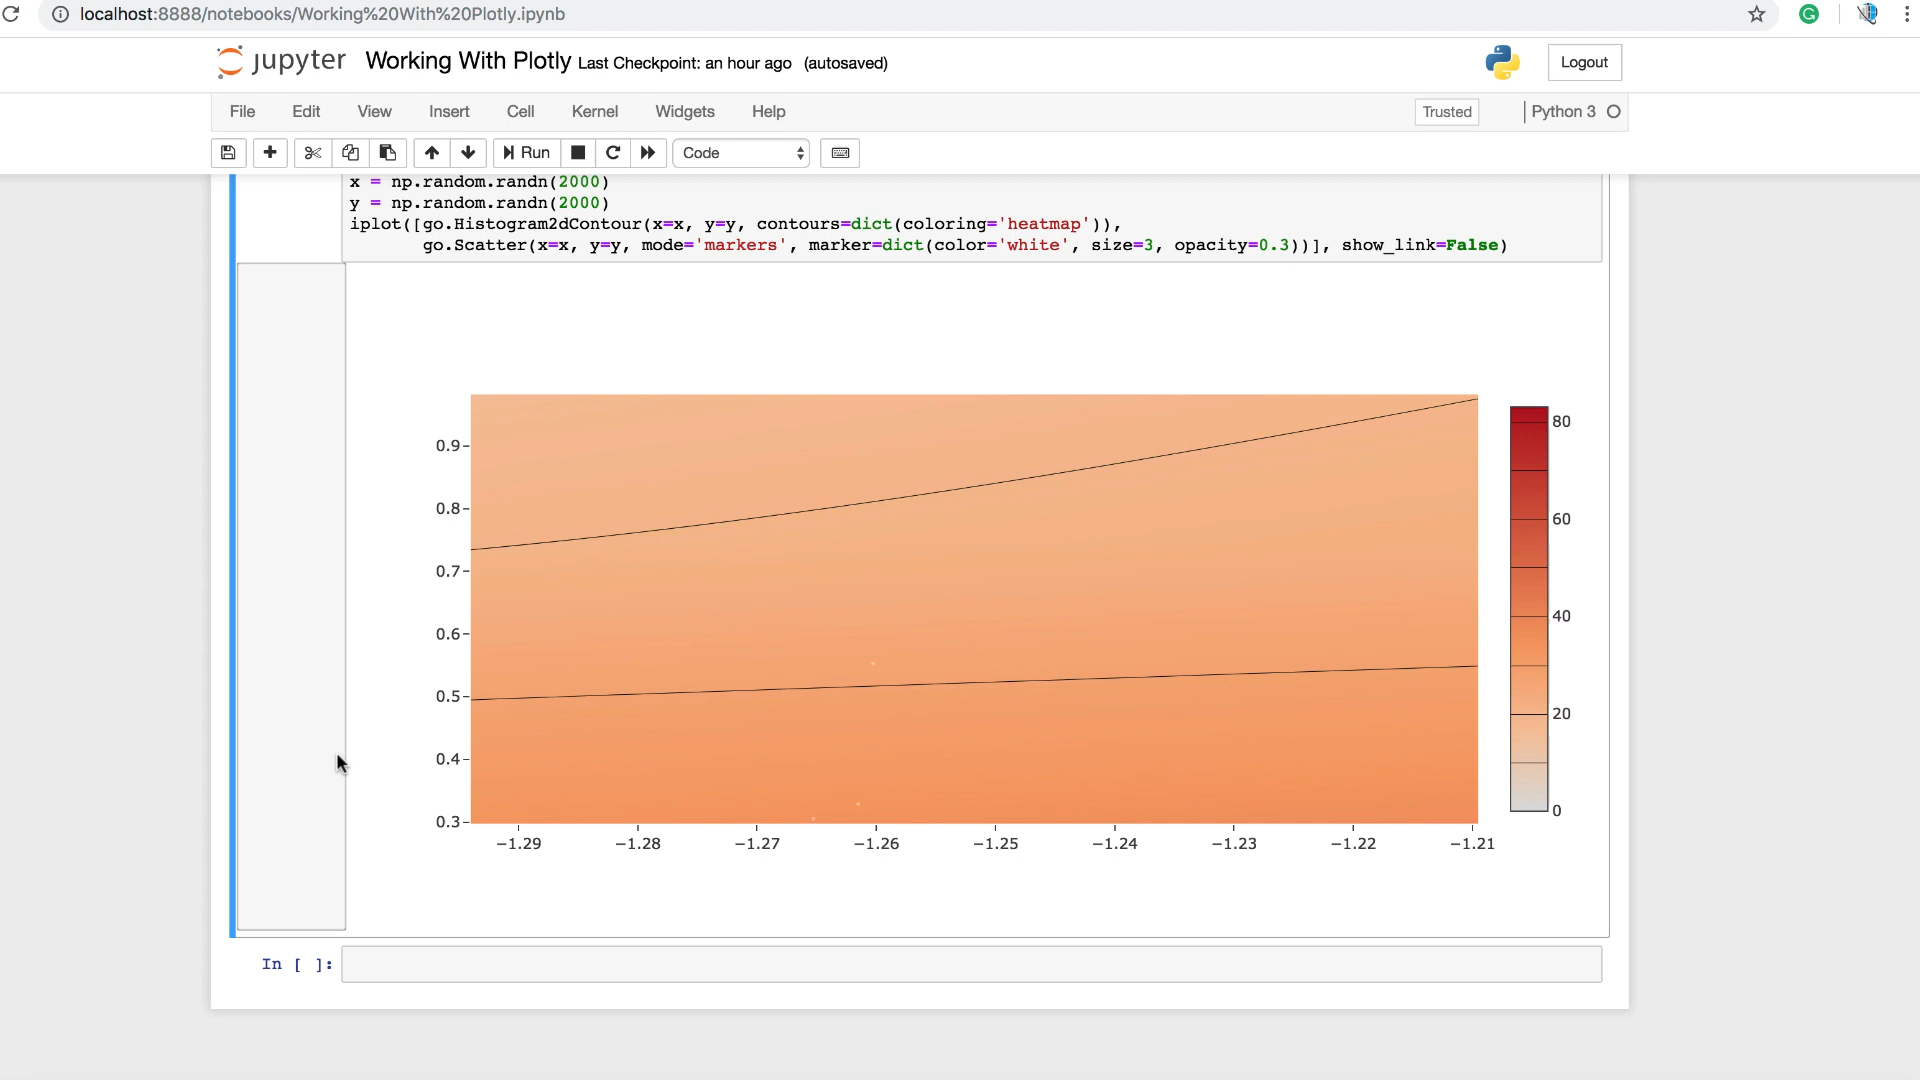 localhost:8888/notebooks/Working%20With%20Plotly.ipynb
jupyter Working With Plotly Last Checkpoint: an hour ago (autosaved)
Logout
File Edit View Insert Cell Kernel Widgets Help
Trusted
Python 3
Run
Code
x = np.random.randn(2000)
y = np.random.randn(2000)
iplot([go.Histogram2dContour(x=x, y=y, contours=dict(coloring='heatmap')),
go.Scatter(x=x, y=y, mode='markers', marker=dict(color='white', size=3, opacity=0.3))], show_link=False)
0.9
0.8
0.7
0.6
0.5
0.4
0.3
−1.29 −1.28 −1.27 −1.26 −1.25 −1.24 −1.23 −1.22 −1.21
80
60
40
20
0
In [ ]: